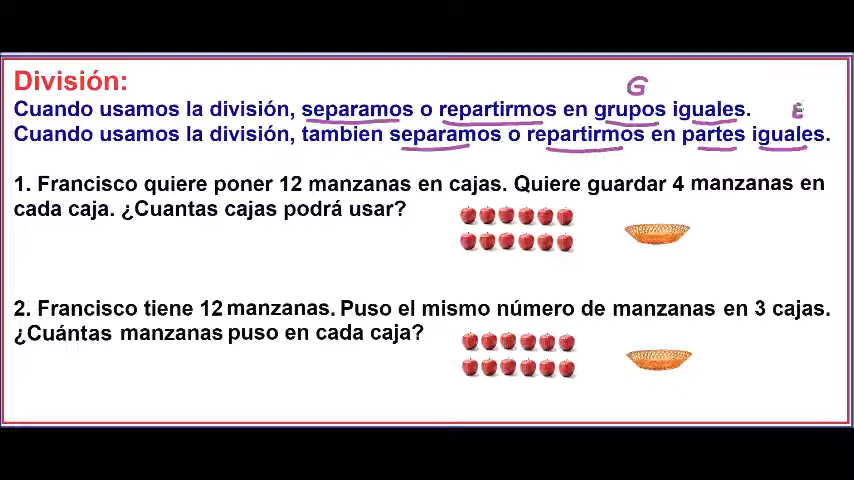 División:
G
Cuando usamos la división, separamos o repartirmos en grupos iguales.
E
Cuando usamos la división, tambien separamos o repartirmos en partes iguales.
1. Francisco quiere poner 12 manzanas en cajas. Quiere guardar 4 manzanas en
cada caja. ¿Cuantas cajas podrá usar?
2. Francisco tiene 12 manzanas. Puso el mismo número de manzanas en 3 cajas.
¿Cuántas manzanas puso en cada caja?